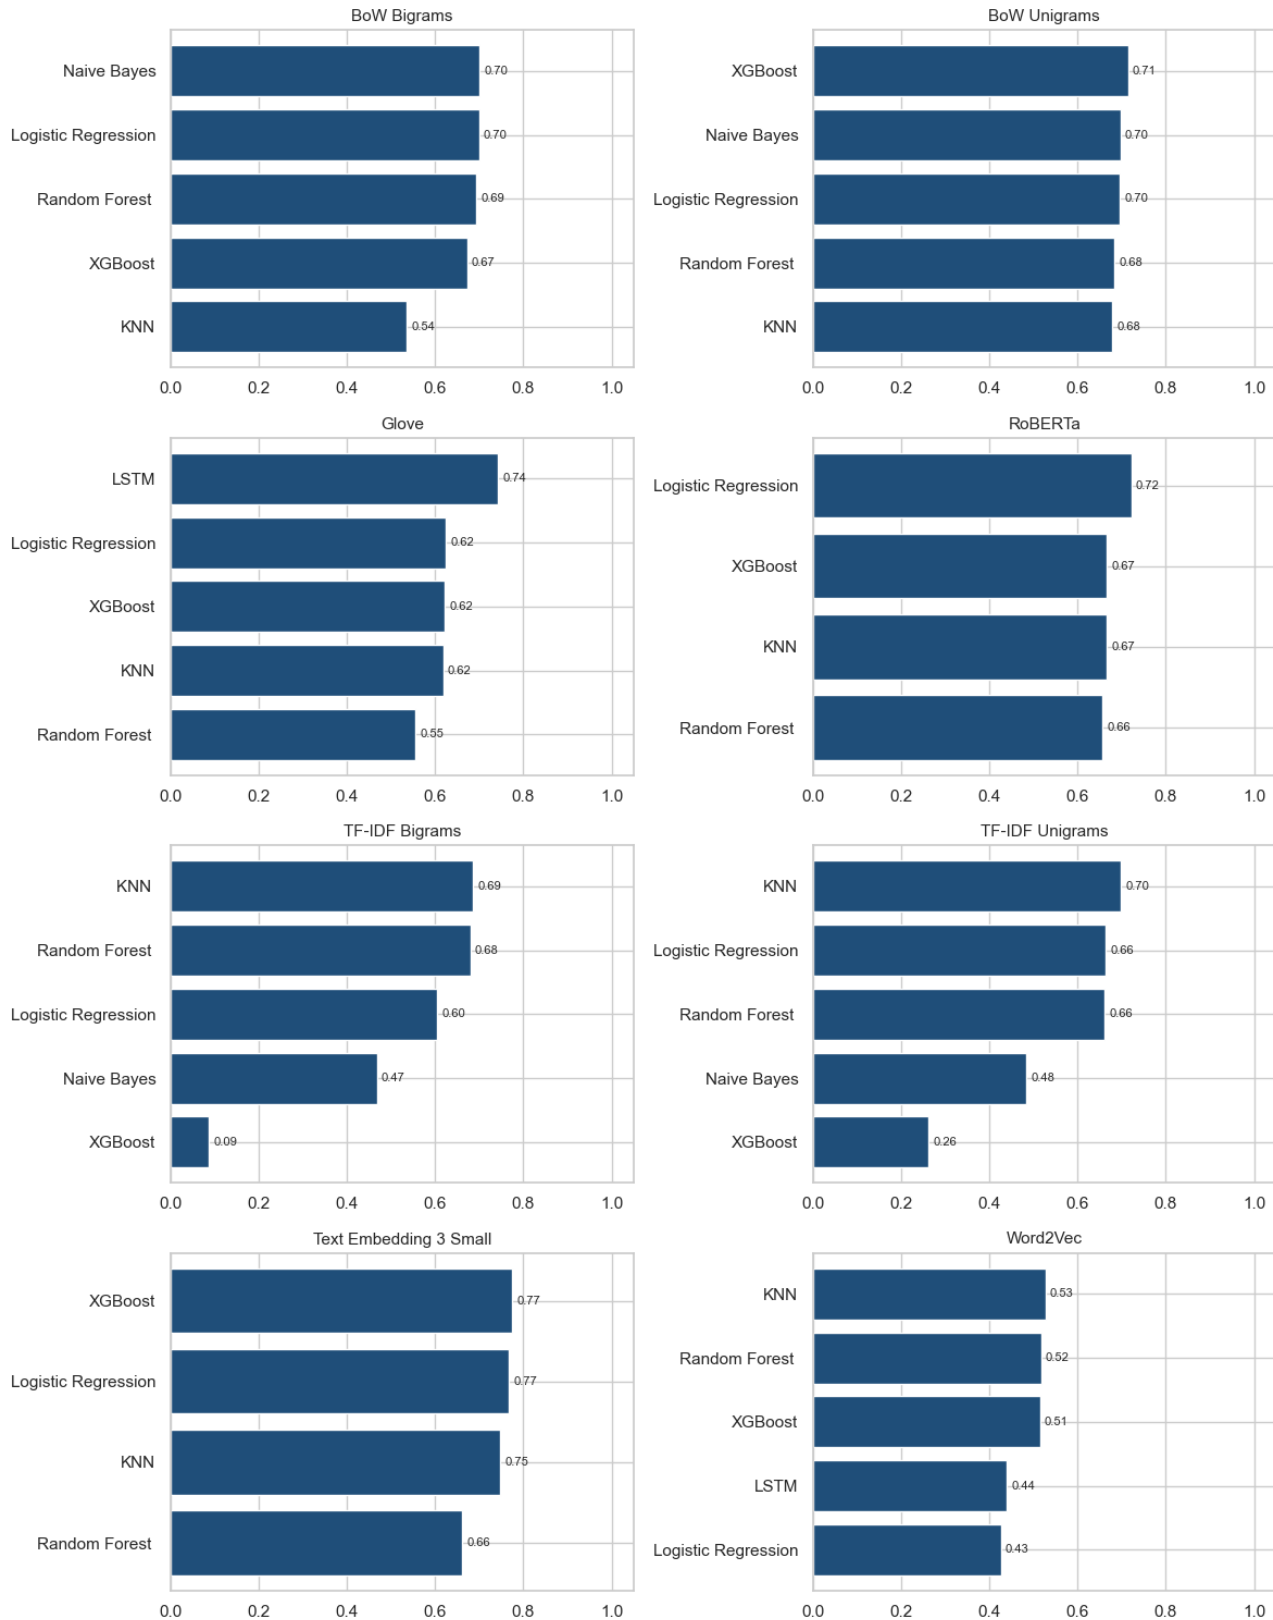 BoW Bigrams
Naive Bayes 0.70
Logistic Regression 0.70
Random Forest 0.69
XGBoost 0.67
KNN 0.54
0.0 0.2 0.4 0.6 0.8 1.0
BoW Unigrams
XGBoost 0.71
Naive Bayes 0.70
Logistic Regression 0.70
Random Forest 0.68
KNN 0.68
0.0 0.2 0.4 0.6 0.8 1.0
Glove
LSTM 0.74
Logistic Regression 0.62
XGBoost 0.62
KNN 0.62
Random Forest 0.55
0.0 0.2 0.4 0.6 0.8 1.0
RoBERTa
Logistic Regression 0.72
XGBoost 0.67
KNN 0.67
Random Forest 0.66
0.0 0.2 0.4 0.6 0.8 1.0
TF-IDF Bigrams
KNN 0.69
Random Forest 0.68
Logistic Regression 0.60
Naive Bayes 0.47
XGBoost 0.09
0.0 0.2 0.4 0.6 0.8 1.0
TF-IDF Unigrams
KNN 0.70
Logistic Regression 0.66
Random Forest 0.66
Naive Bayes 0.48
XGBoost 0.26
0.0 0.2 0.4 0.6 0.8 1.0
Text Embedding 3 Small
XGBoost 0.77
Logistic Regression 0.77
KNN 0.75
Random Forest 0.66
0.0 0.2 0.4 0.6 0.8 1.0
Word2Vec
KNN 0.53
Random Forest 0.52
XGBoost 0.51
LSTM 0.44
Logistic Regression 0.43
0.0 0.2 0.4 0.6 0.8 1.0